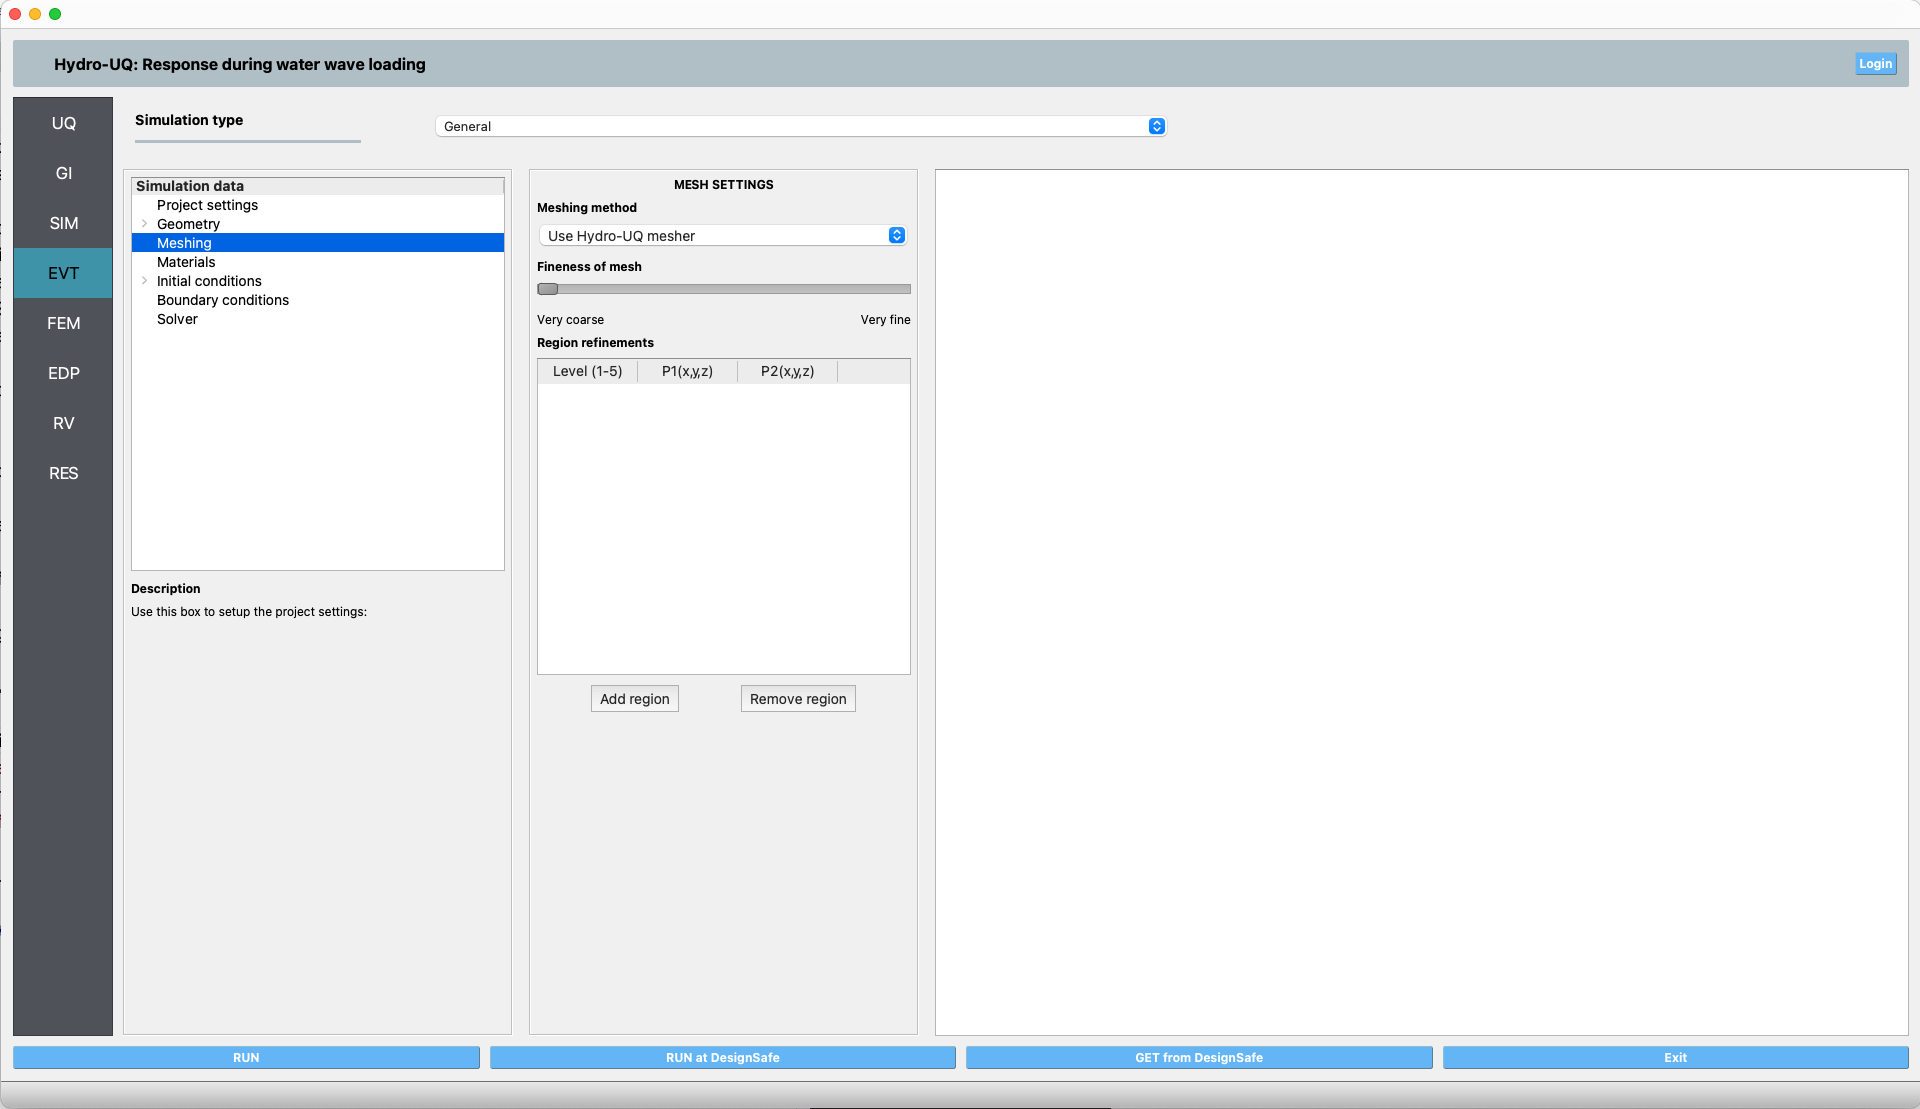 Hydro-UQ: Response during water wave loading
Login
UQ
GI
SIM
EVT
FEM
EDP
RV
RES
Simulation type
General
Simulation data
Project settings
Geometry
Meshing
Materials
Initial conditions
Boundary conditions
Solver
Description
Use this box to setup the project settings:
MESH SETTINGS
Meshing method
Use Hydro-UQ mesher
Fineness of mesh
Very coarse Very fine
Region refinements
Level (1-5) P1(x,y,z) P2(x,y,z)
Add region Remove region
RUN RUN at DesignSafe GET from DesignSafe Exit